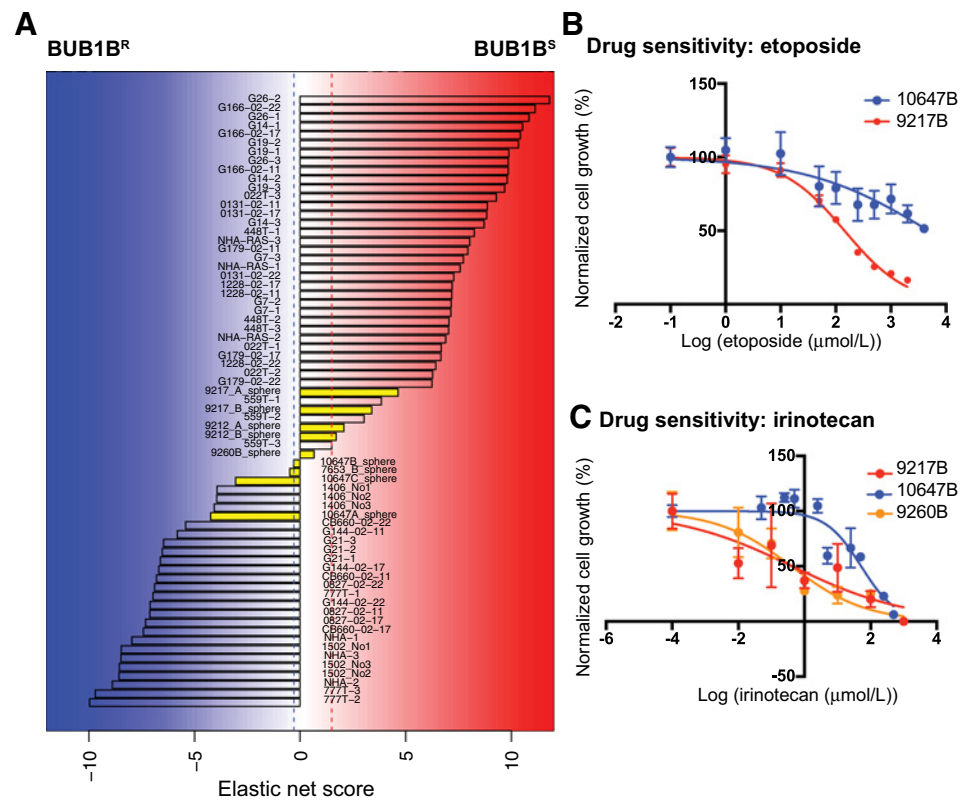 A
BUB1Bᴿ
BUB1Bˢ
G26−2
G166−02−22
G26−1
G14−1
G166−02−17
G19−2
G19−1
G26−3
G166−02−11
G14−2
G19−3
022T−3
0131−02−11
0131−02−17
G14−3
448T−1
NHA−RAS−3
G179−02−11
G7−3
NHA−RAS−1
0131−02−22
1228−02−17
1228−02−11
G7−2
G7−1
448T−2
448T−3
NHA−RAS−2
022T−1
G179−02−17
1228−02−22
022T−2
G179−02−22
9217_A_sphere
559T−1
9217_B_sphere
559T−2
9212_A_sphere
9212_B_sphere
559T−3
9260B_sphere
10647B_sphere
7653_B_sphere
10647C_sphere
1406_No1
1406_No2
1406_No3
10647A_sphere
CB660−02−22
G144−02−11
G21−3
G21−2
G21−1
G144−02−17
CB660−02−11
0827−02−22
777T−1
G144−02−22
0827−02−11
0827−02−17
CB660−02−17
NHA−1
1502_No1
NHA−3
1502_No3
1502_No2
NHA−2
777T−3
777T−2
−10
−5
0
5
10
Elastic net score
B
Drug sensitivity: etoposide
Normalized cell growth (%)
150
100
50
10647B
9217B
-2
-1
0
1
2
3
4
Log (etoposide (μmol/L))
C
Drug sensitivity: irinotecan
Normalized cell growth (%)
150
100
50
-50
9217B
10647B
9260B
-6
-4
-2
0
2
4
Log (irinotecan (μmol/L))